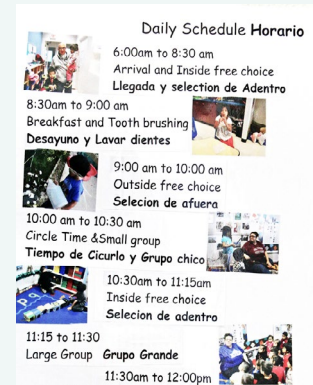 Daily Schedule Horario
6:00am to 8:30 am
Arrival and Inside free choice
Llegada y selection de Adentro
8:30am to 9:00 am
Breakfast and Tooth brushing
Desayuno y Lavar dientes
9:00 am to 10:00 am
Outside free choice
Selecion de afuera
10:00 am to 10:30 am
Circle Time &Small group
Tiempo de Cicurlo y Grupo chico
10:30am to 11:15am
Inside free choice
Selecion de adentro
11:15 to 11:30
Large Group Grupo Grande
11:30am to 12:00pm